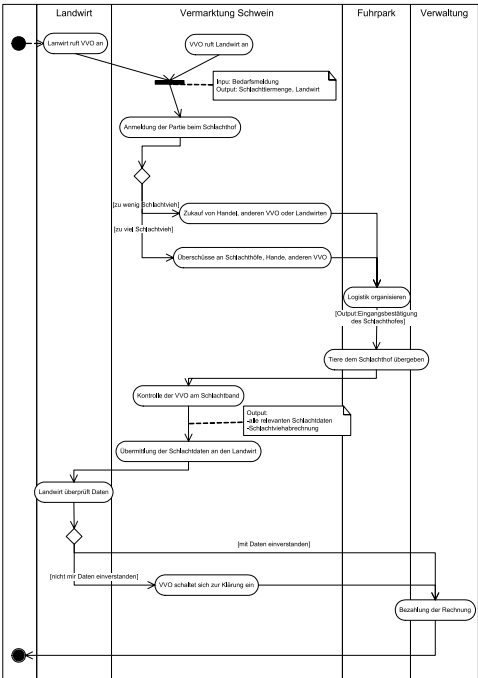 Landwirt
Vermarktung Schwein
Fuhrpark
Verwaltung
Lanwirt ruft VVO an
VVO ruft Landwirt an
Inpu: Bedarfsmeldung
Output: Schlachttiermenge, Landwirt
Anmeldung der Partie beim Schlachthof
[zu wenig Schlachtvieh]
Zukauf von Handel, anderen VVO oder Landwirten
[zu viel Schlachtvieh]
Überschüsse an Schlachthöfe, Hande, anderen VVO
Logistik organisieren
[Output:Eingangsbestätigung
des Schlachthofes]
Tiere dem Schlachthof übergeben
Kontrolle der VVO am Schlachtband
Output:
-alle relevanten Schlachtdaten
-Schlachtviehabrechnung
Übermittlung der Schlachtdaten an den Landwirt
Landwirt überprüft Daten
[mit Daten einverstanden]
[nicht mir Daten einverstanden]
VVO schaltet sich zur Klärung ein
Bezahlung der Rechnung